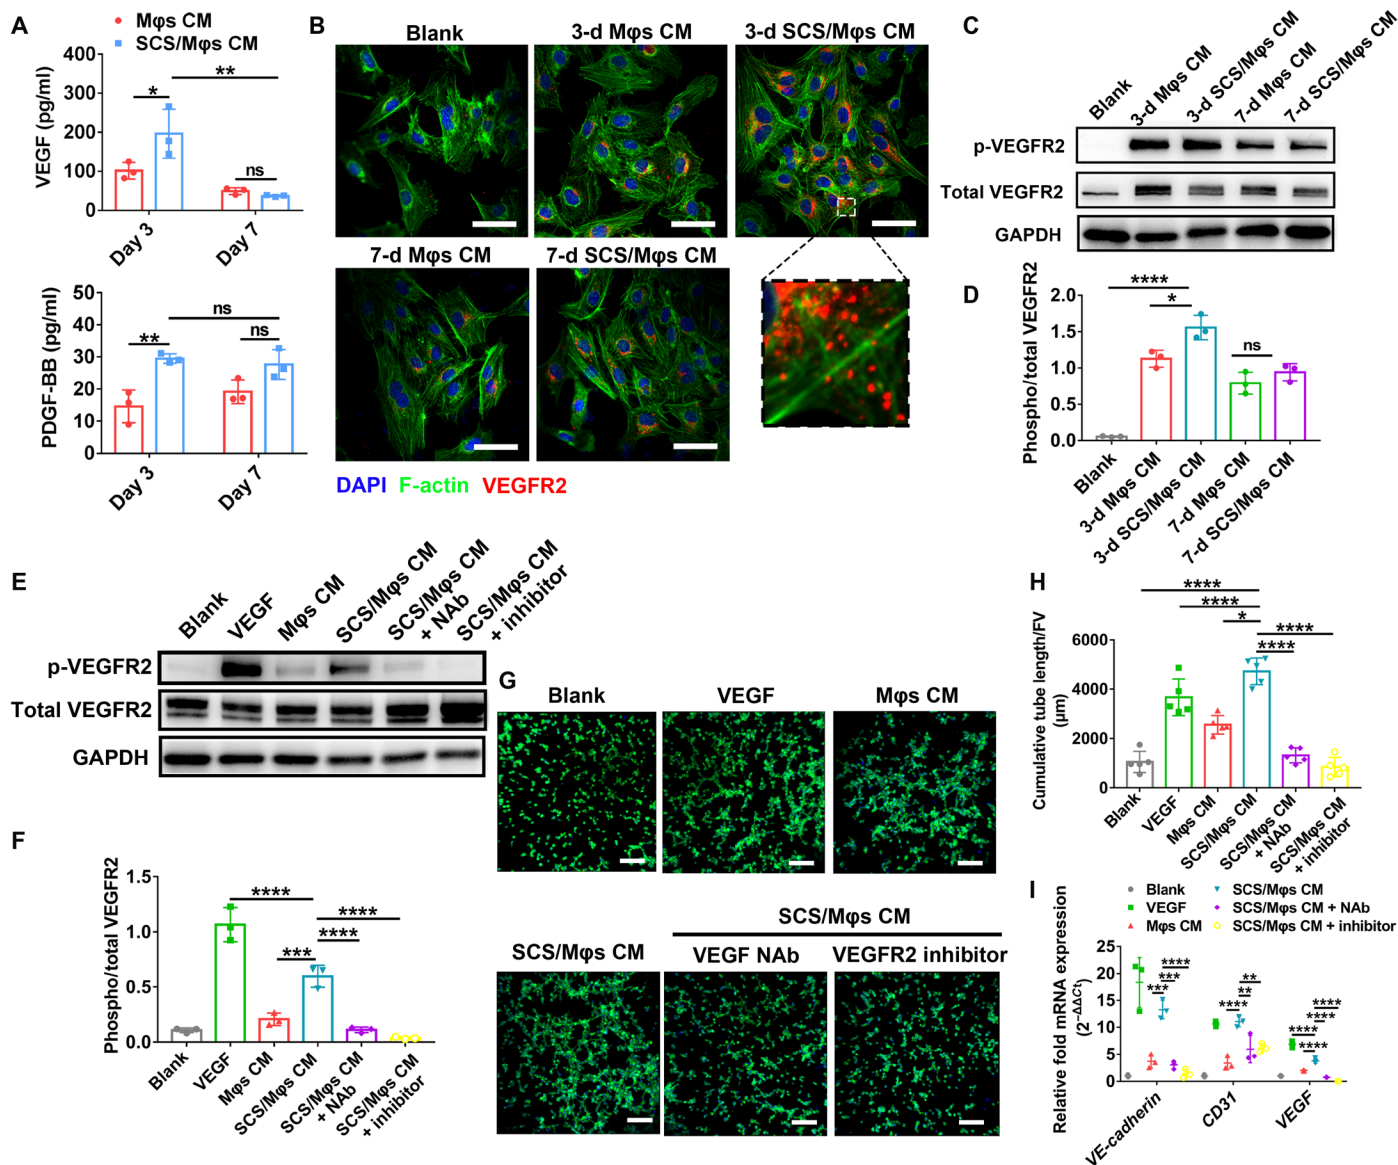 A
Mφs CM
SCS/Mφs CM
VEGF (pg/ml)
400
300
200
100
0
*
**
ns
Day 3
Day 7
PDGF-BB (pg/ml)
50
40
30
20
10
0
**
ns
ns
Day 3
Day 7
B
Blank
3-d Mφs CM
3-d SCS/Mφs CM
7-d Mφs CM
7-d SCS/Mφs CM
DAPI F-actin VEGFR2
C
Blank
3-d Mφs CM
3-d SCS/Mφs CM
7-d Mφs CM
7-d SCS/Mφs CM
p-VEGFR2
Total VEGFR2
GAPDH
D
Phospho/total VEGFR2
2.0
1.5
1.0
0.5
0.0
****
*
ns
Blank
3-d Mφs CM
3-d SCS/Mφs CM
7-d Mφs CM
7-d SCS/Mφs CM
E
Blank
VEGF
Mφs CM
SCS/Mφs CM
SCS/Mφs CM
+ NAb
SCS/Mφs CM
+ inhibitor
p-VEGFR2
Total VEGFR2
GAPDH
F
Phospho/total VEGFR2
1.5
1.0
0.5
0.0
****
****
****
***
Blank
VEGF
Mφs CM
SCS/Mφs CM
SCS/Mφs CM
+ NAb
SCS/Mφs CM
+ inhibitor
G
Blank
VEGF
Mφs CM
SCS/Mφs CM
SCS/Mφs CM
VEGF NAb
VEGFR2 inhibitor
H
Cumulative tube length/FV
(μm)
6000
4000
2000
0
****
****
*
****
****
Blank
VEGF
Mφs CM
SCS/Mφs CM
SCS/Mφs CM
+ NAb
SCS/Mφs CM
+ inhibitor
I
Blank
VEGF
Mφs CM
SCS/Mφs CM
SCS/Mφs CM + NAb
SCS/Mφs CM + inhibitor
Relative fold mRNA expression
(2−ΔΔCt)
25
20
15
10
5
0
****
***
***
**
**
****
****
****
****
****
VE-cadherin
CD31
VEGF